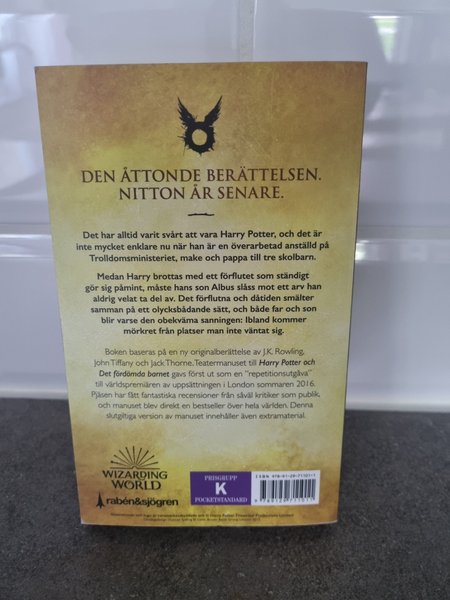 DEN ÅTTONDE BERÄTTELSEN.
NITTON ÅR SENARE.
Det har alltid varit svårt att vara Harry Potter, och det är
inte mycket enklare nu när han är en överarbetad anställd på
Trolldomsministeriet, make och pappa till tre skolbarn.
Medan Harry brottas med ett förflutet som ständigt
gör sig påmint, måste hans son Albus slåss mot ett arv han
aldrig velat ta del av. Det förflutna och dåtiden smälter
samman på ett olycksbådande sätt, och både far och son
blir varse den obekväma sanningen: Ibland kommer
mörkret från platser man inte väntat sig.
Boken baseras på en ny originalberättelse av J.K. Rowling,
John Tiffany och Jack Thorne. Teatermanuset till Harry Potter och
Det fördömda barnet gavs först ut som en "repetitionsutgåva"
till världspremiären av uppsättningen i London sommaren 2016.
Pjäsen har fått fantastiska recensioner från såväl kritiker som publik,
och manuset blev direkt en bestseller över hela världen. Denna
slutgiltiga version av manuset innehåller även extramaterial.
WIZARDING
WORLD
rabén&sjögren
PRISGRUPP
K
POCKETSTANDARD